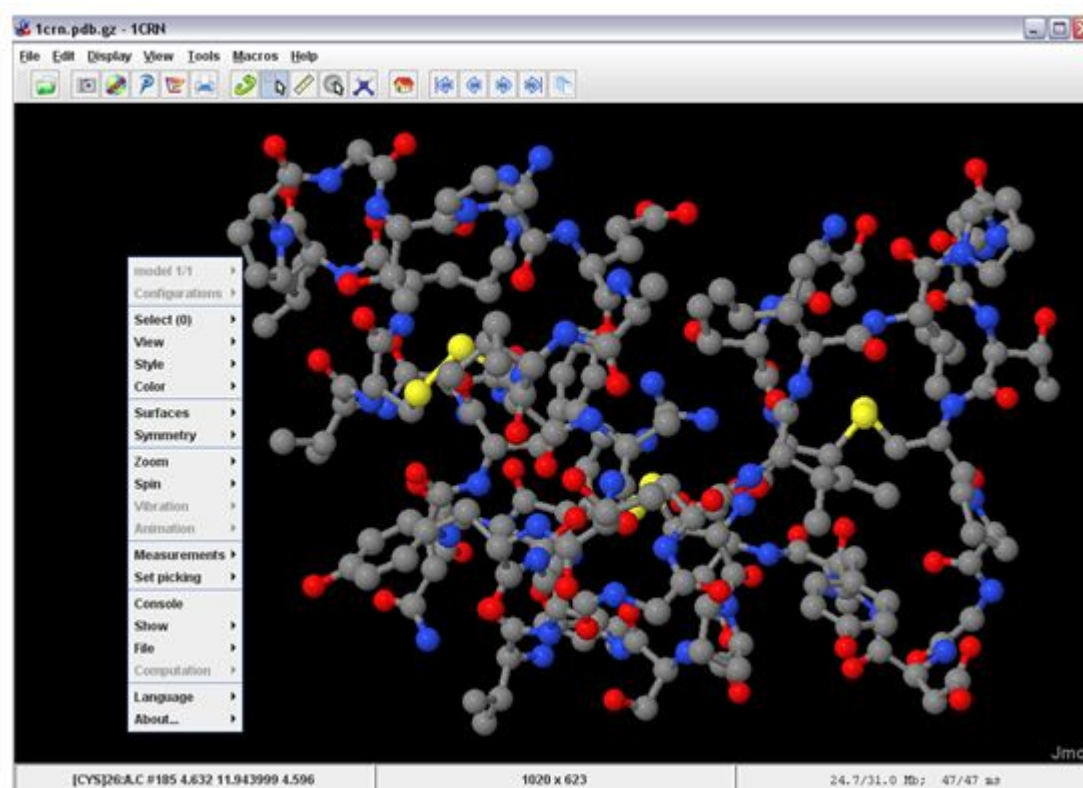 1crn.pdb.gz - 1CRN
File Edit Display View Tools Macros Help
model 1/1
Configurations
Select (0)
View
Style
Color
Surfaces
Symmetry
Zoom
Spin
Vibration
Animation
Measurements
Set picking
Console
Show
File
Computation
Language
About...
Jmo
[CYS]26:A.C #185 4.632 11.943999 4.596 1020 x 623 24.7/31.0 Mb; 47/47 ms